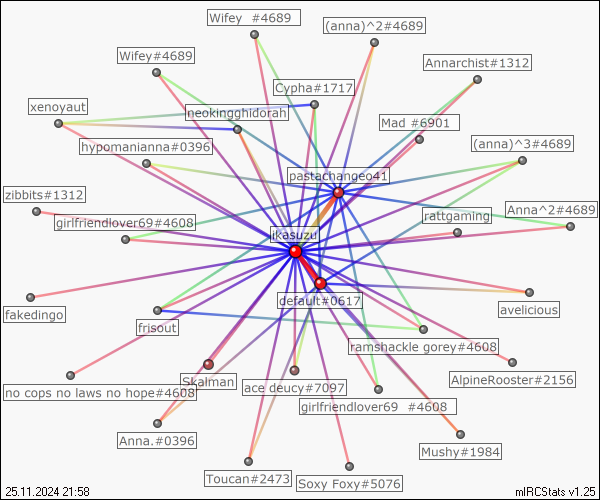 Wifey  #4689
(anna)^2#4689
Wifey#4689
Annarchist#1312
Cypha#1717
xenoyaut
neokingghidorah
Mad #6901
hypomanianna#0396
(anna)^3#4689
pastachangeo41
zibbits#1312
Anna^2#4689
rattgaming
girlfriendlover69#4608
ikasuzu
default#0617
avelicious
fakedingo
frisout
ramshackle gorey#4608
Skalman
ace deucy#7097
AlpineRooster#2156
no cops no laws no hope#4608
girlfriendlover69  #4608
Anna.#0396
Mushy#1984
Toucan#2473
Soxy Foxy#5076
25.11.2024 21:58
mIRCStats v1.25